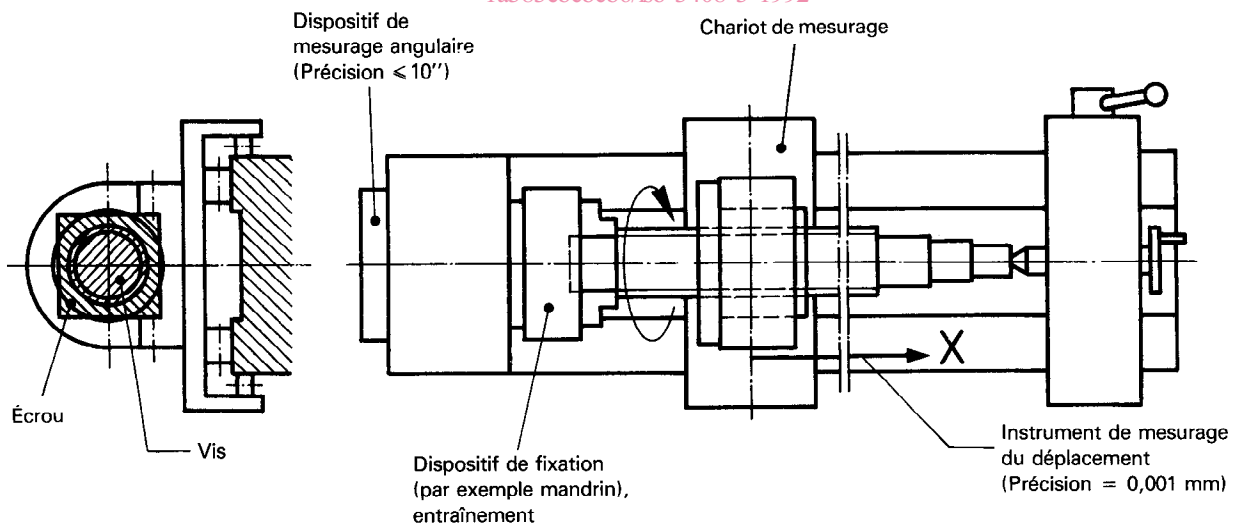 Dispositif de
mesurage angulaire
(Précision ⩽ 10'')
Chariot de mesurage
X
Écrou
Vis
Dispositif de fixation
(par exemple mandrin),
entraînement
Instrument de mesurage
du déplacement
(Précision = 0,001 mm)